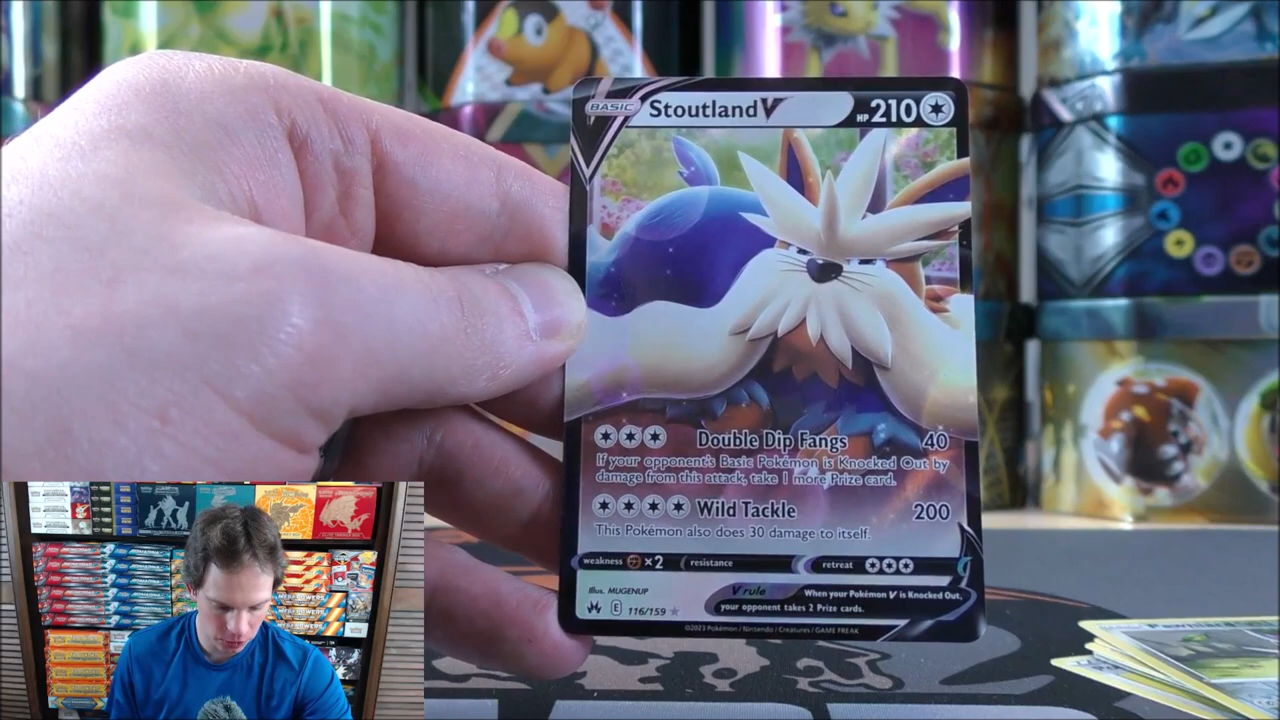 BASIC Stoutland V HP 210
Double Dip Fangs 40
If your opponent's Basic Pokémon is Knocked Out by
damage from this attack, take 1 more Prize card.
Wild Tackle 200
This Pokémon also does 30 damage to itself.
weakness ×2 resistance retreat
Illus. MUGENUP
V rule When your Pokémon V is Knocked Out,
your opponent takes 2 Prize cards.
E 116/159 ★
©2023 Pokémon / Nintendo / Creatures / GAME FREAK